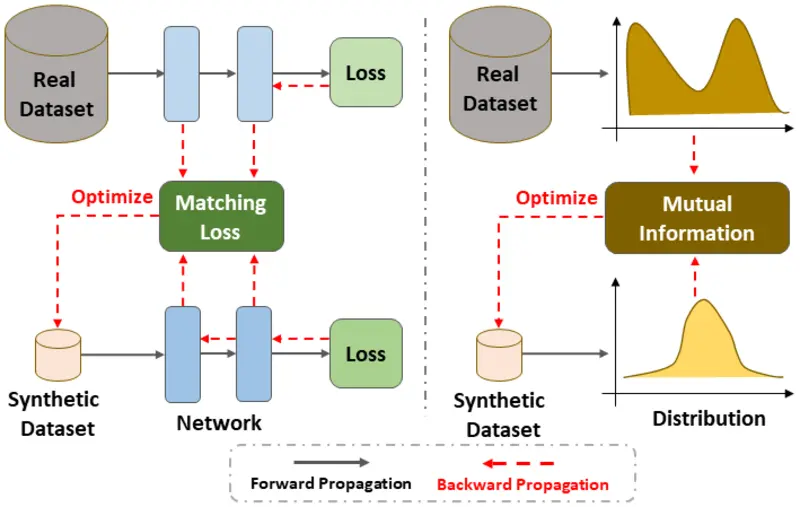 Real
Dataset
Loss
Optimize
Matching
Loss
Loss
Synthetic
Dataset
Network
Real
Dataset
Optimize
Mutual
Information
Synthetic
Dataset
Distribution
Forward Propagation
Backward Propagation